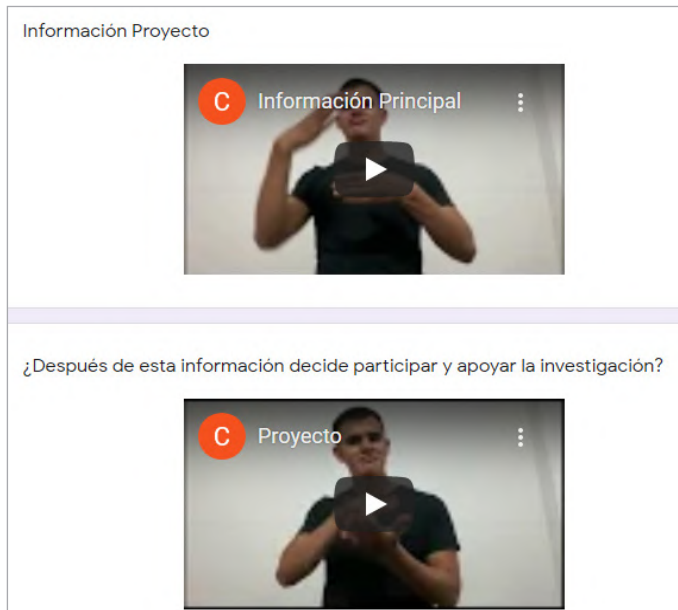 Información Proyecto
C Información Principal
¿Después de esta información decide participar y apoyar la investigación?
C Proyecto